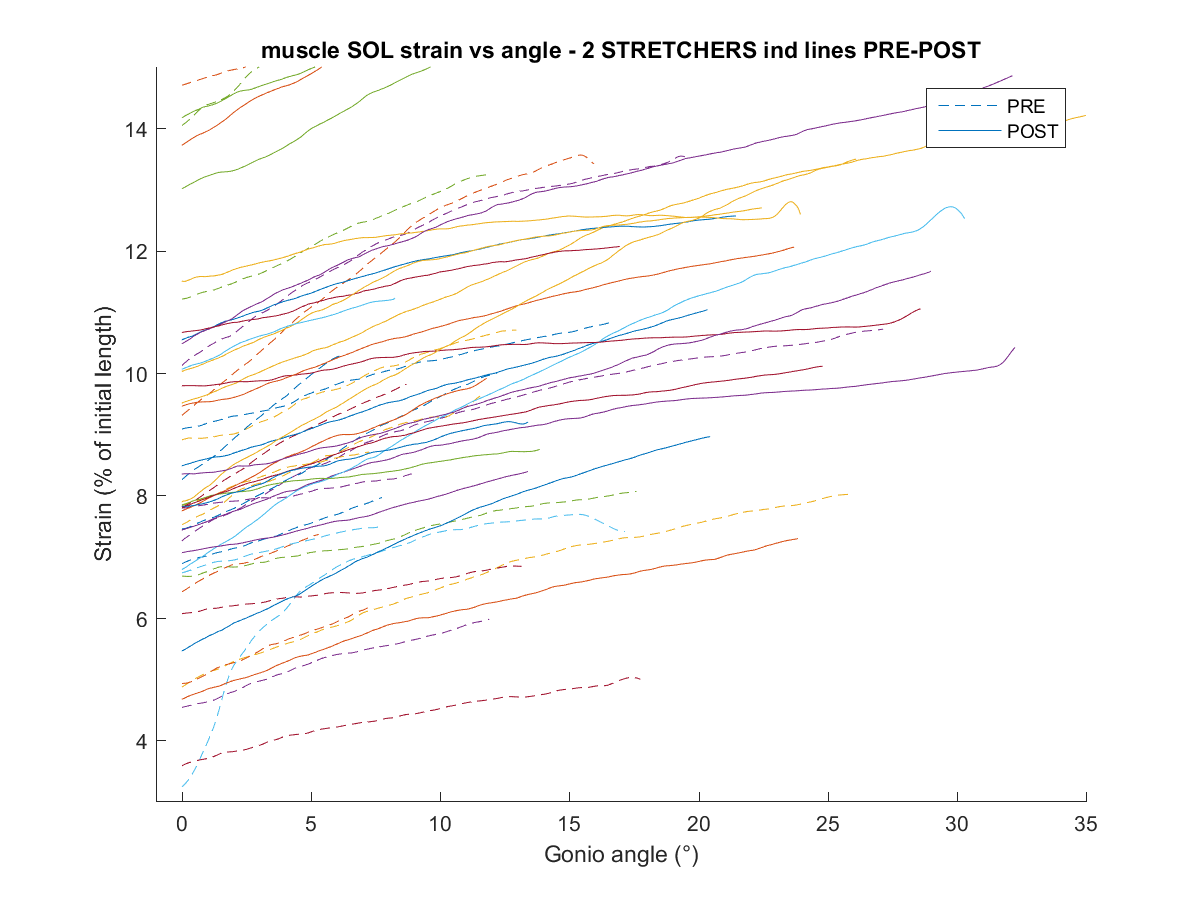 muscle SOL strain vs angle - 2 STRETCHERS ind lines PRE-POST
PRE
POST
14
12
10
8
6
4
Strain (% of initial length)
0 5 10 15 20 25 30 35
Gonio angle (°)